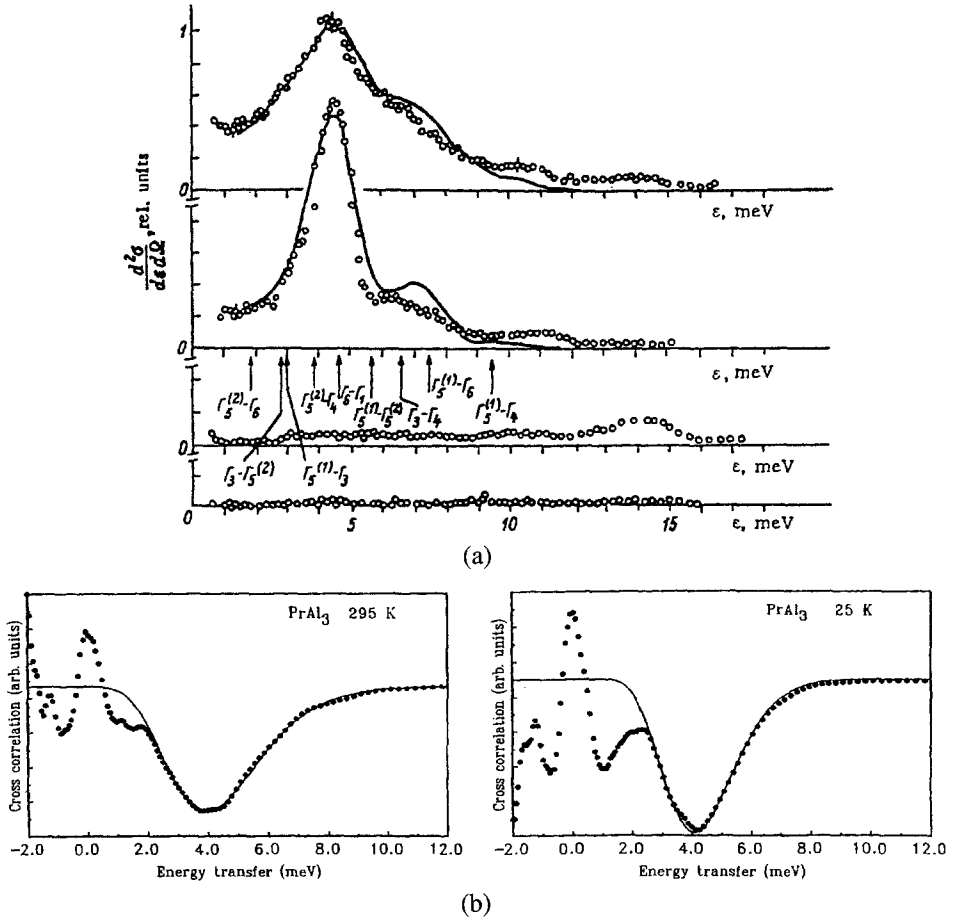 1
0
0
0
0
5
10
15
d²σ/dεdΩ, rel. units
ε, meV
ε, meV
ε, meV
ε, meV
Γ₅⁽²⁾-Γ₆
Γ₅⁽²⁾-Γ₄
Γ₆-Γ₁
Γ₅⁽¹⁾-Γ₅⁽²⁾
Γ₃-Γ₄
Γ₅⁽¹⁾-Γ₆
Γ₅⁽¹⁾-Γ₄
Γ₃-Γ₅⁽²⁾
Γ₅⁽¹⁾-Γ₃
(a)
Cross correlation (arb. units)
PrAl₃ 295 K
-2.0 0.0 2.0 4.0 6.0 8.0 10.0 12.0
Energy transfer (meV)
Cross correlation (arb. units)
PrAl₃ 25 K
-2.0 0.0 2.0 4.0 6.0 8.0 10.0 12.0
Energy transfer (meV)
(b)